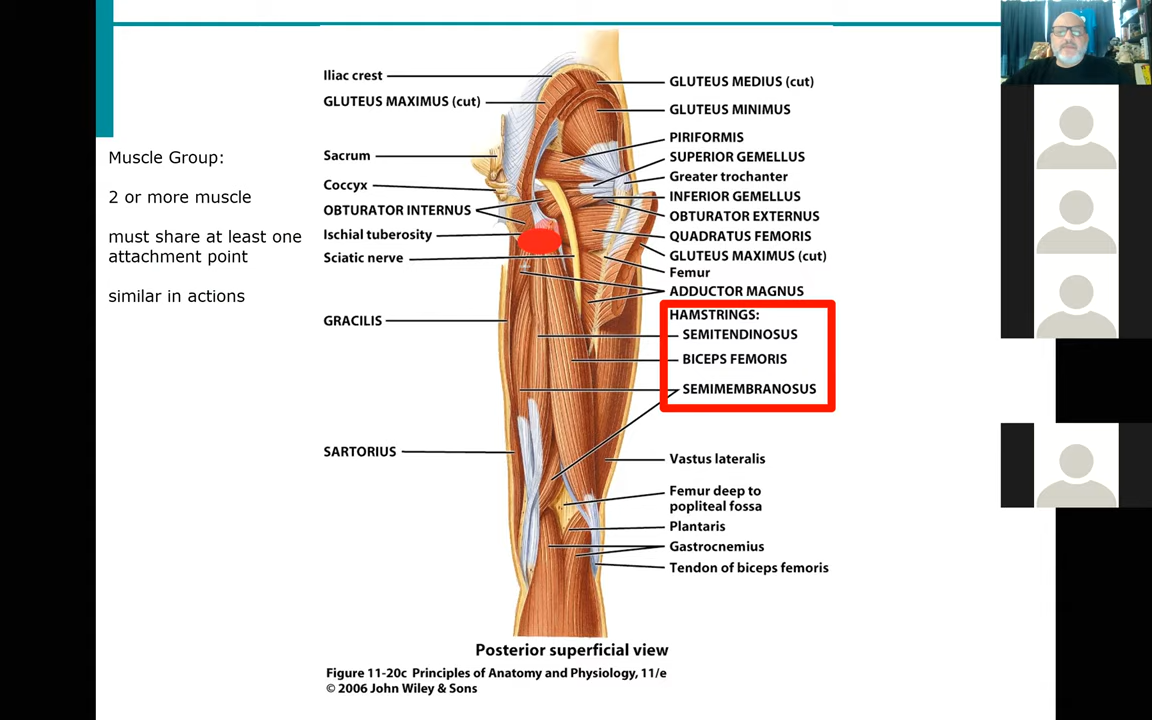 Muscle Group:
2 or more muscle
must share at least one
attachment point
similar in actions
Iliac crest
GLUTEUS MAXIMUS (cut)
Sacrum
Coccyx
OBTURATOR INTERNUS
Ischial tuberosity
Sciatic nerve
GRACILIS
SARTORIUS
GLUTEUS MEDIUS (cut)
GLUTEUS MINIMUS
PIRIFORMIS
SUPERIOR GEMELLUS
Greater trochanter
INFERIOR GEMELLUS
OBTURATOR EXTERNUS
QUADRATUS FEMORIS
GLUTEUS MAXIMUS (cut)
Femur
ADDUCTOR MAGNUS
HAMSTRINGS:
SEMITENDINOSUS
BICEPS FEMORIS
SEMIMEMBRANOSUS
Vastus lateralis
Femur deep to
popliteal fossa
Plantaris
Gastrocnemius
Tendon of biceps femoris
Posterior superficial view
Figure 11-20c Principles of Anatomy and Physiology, 11/e
© 2006 John Wiley & Sons